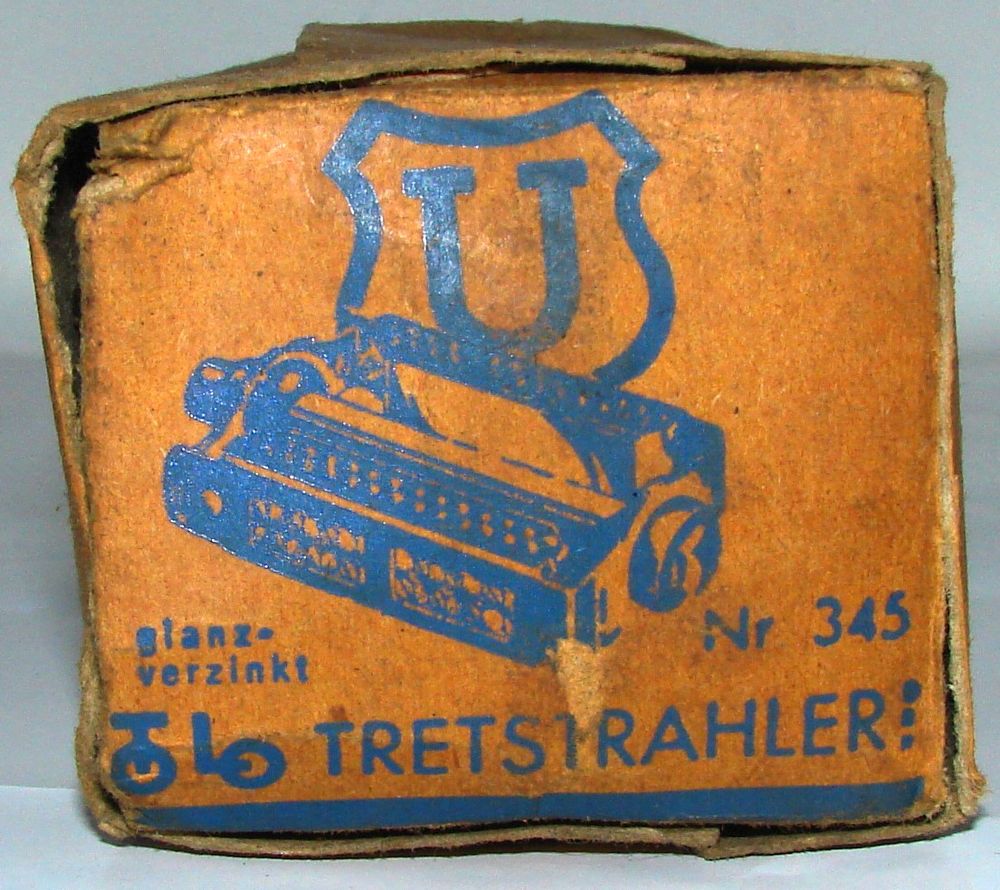 U
Nr 345
glanz-
verzinkt
TRETSTRAHLER